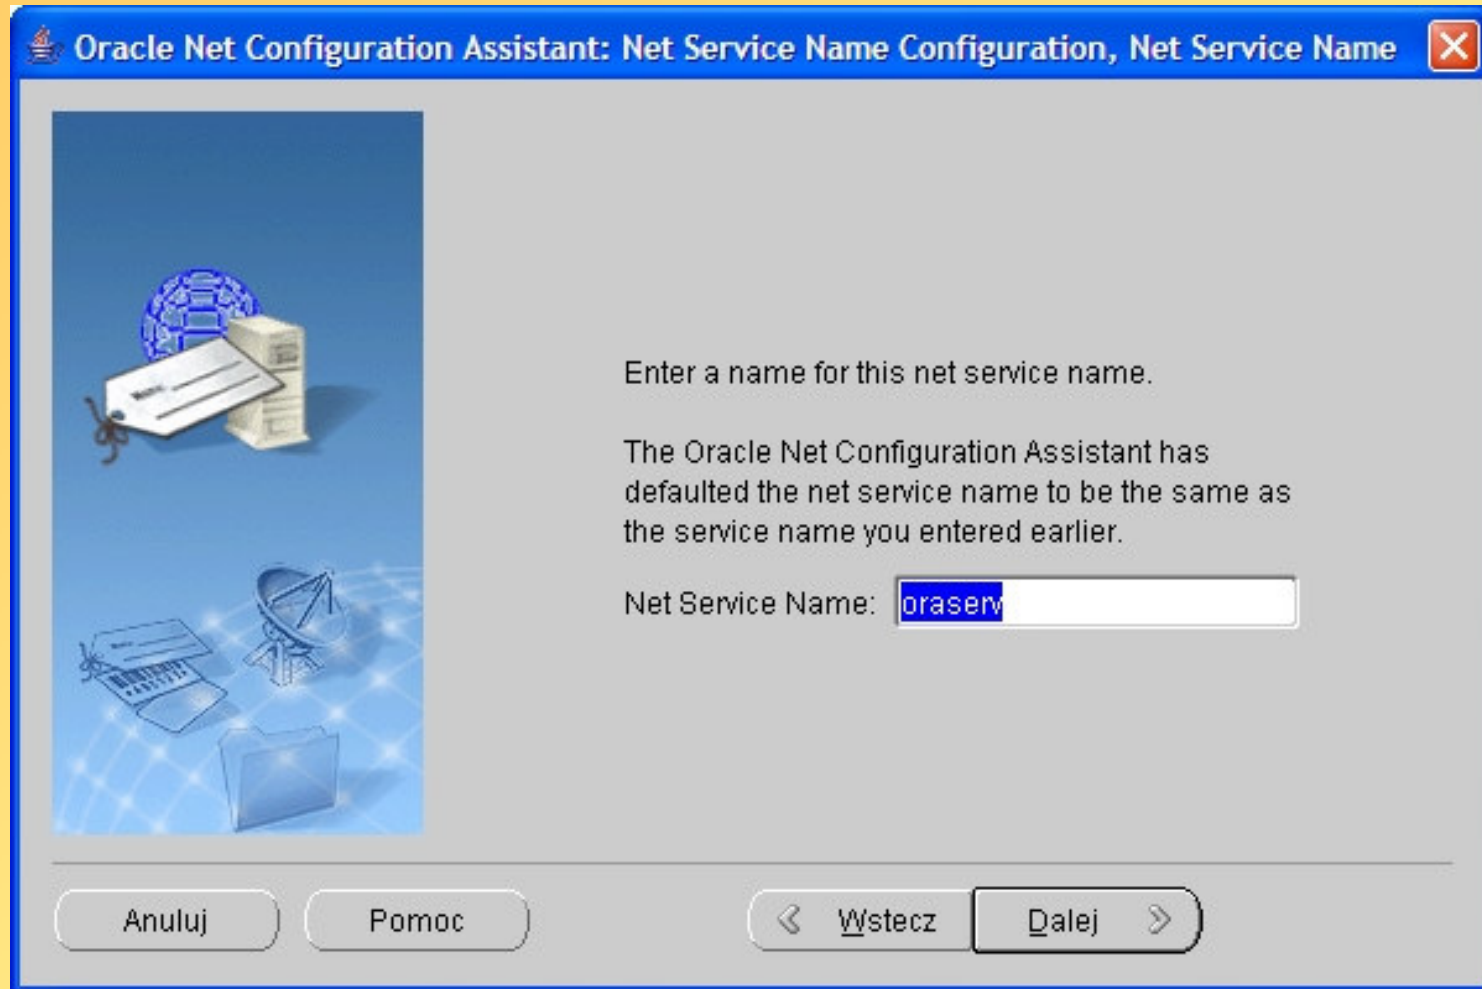 Oracle Net Configuration Assistant: Net Service Name Configuration, Net Service Name
Enter a name for this net service name.
The Oracle Net Configuration Assistant has
defaulted the net service name to be the same as
the service name you entered earlier.
Net Service Name: oraserv
Anuluj Pomoc Wstecz Dalej